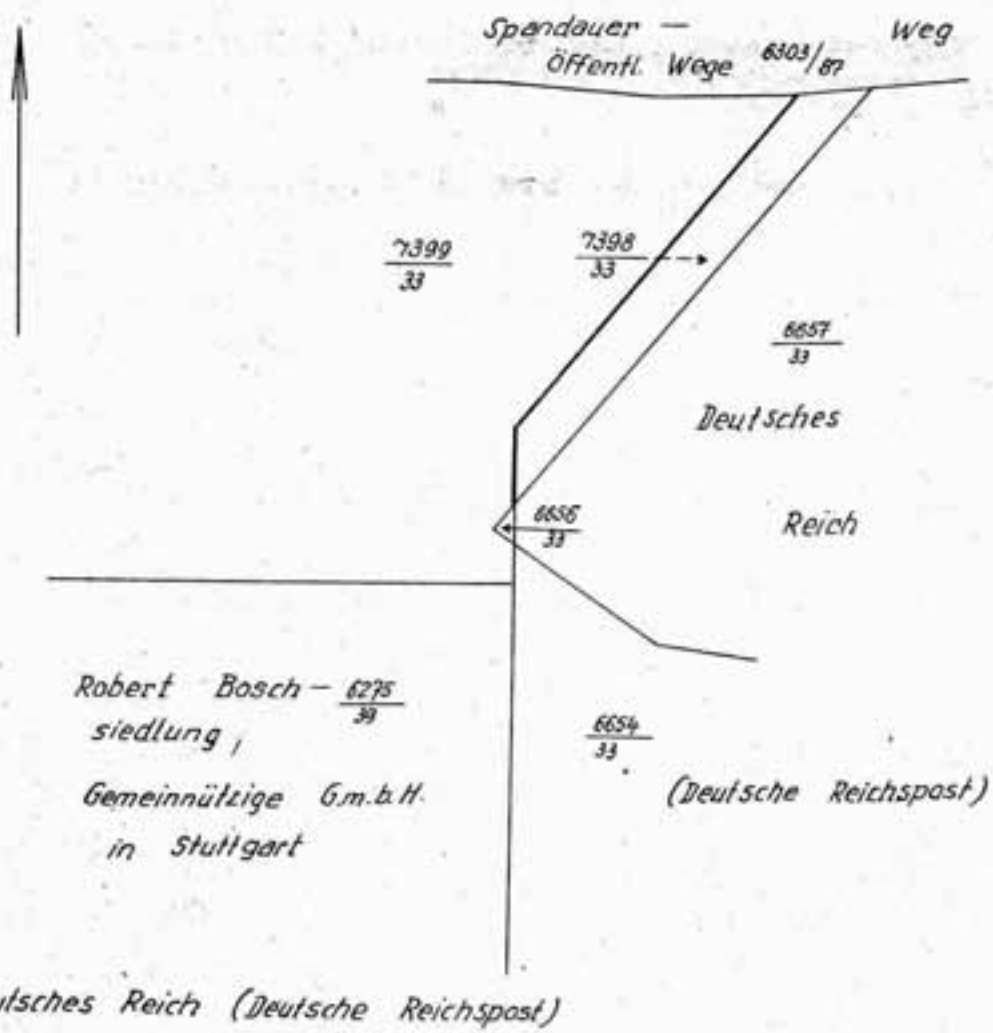 Spandauer — Weg
Öffentl. Wege 6303/87
7399/33
7398/33
6657/33
Deutsches
Reich
6656/33
Robert Bosch – 6275/39
siedlung,
Gemeinnützige G.m.b.H.
in Stuttgart
6654/33
(Deutsche Reichspost)
utsches Reich (Deutsche Reichspost)